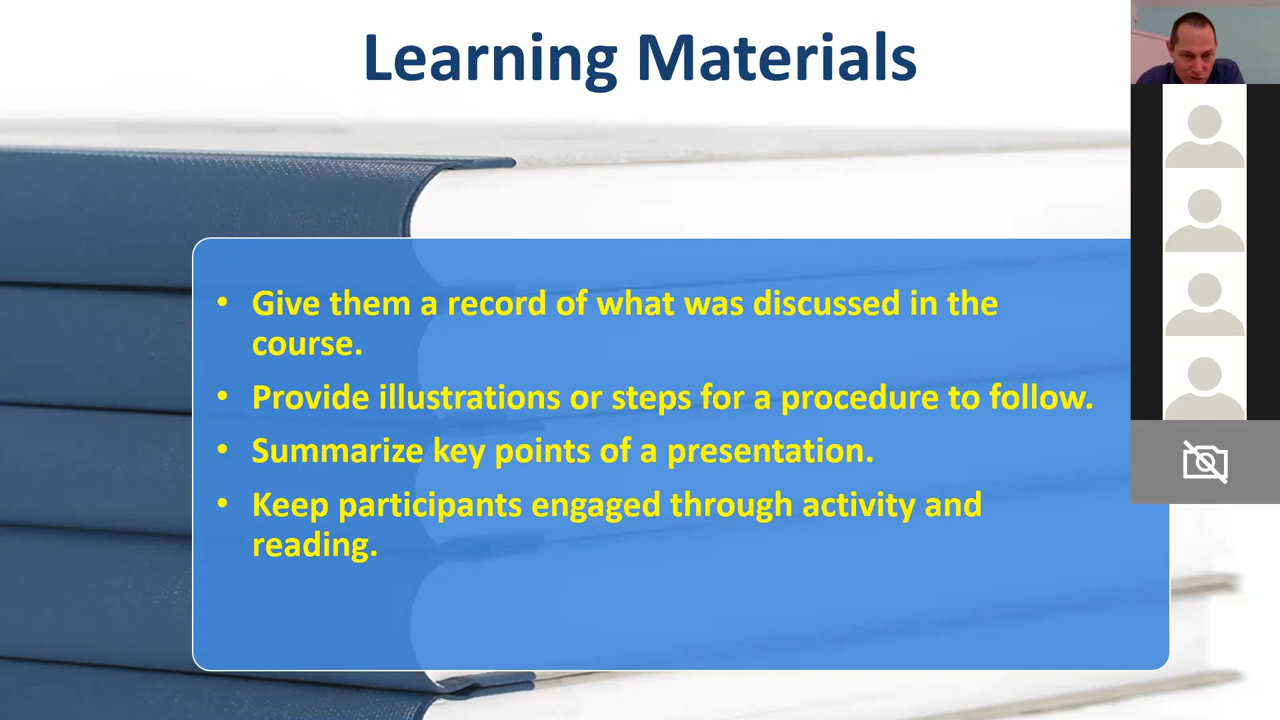 Learning Materials
• Give them a record of what was discussed in the
course.
• Provide illustrations or steps for a procedure to follow.
• Summarize key points of a presentation.
• Keep participants engaged through activity and
reading.